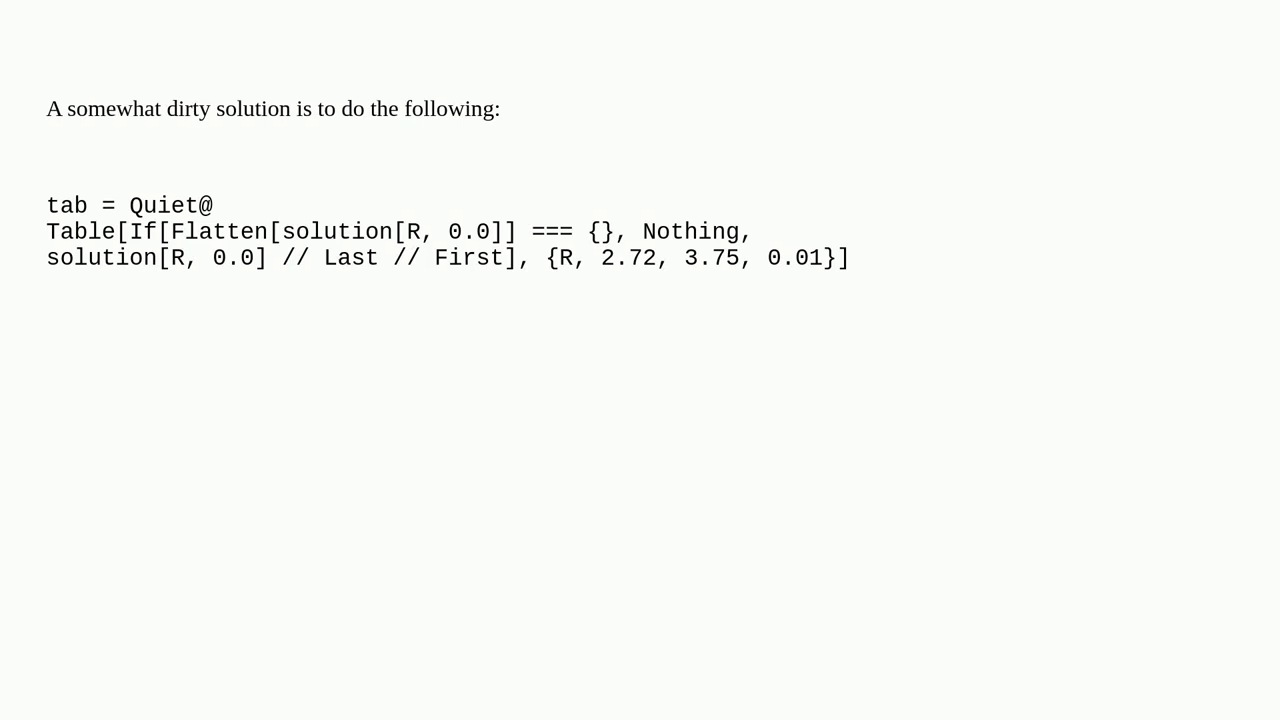 A somewhat dirty solution is to do the following:
tab = Quiet@
Table[If[Flatten[solution[R, 0.0]] === {}, Nothing,
solution[R, 0.0] // Last // First], {R, 2.72, 3.75, 0.01}]